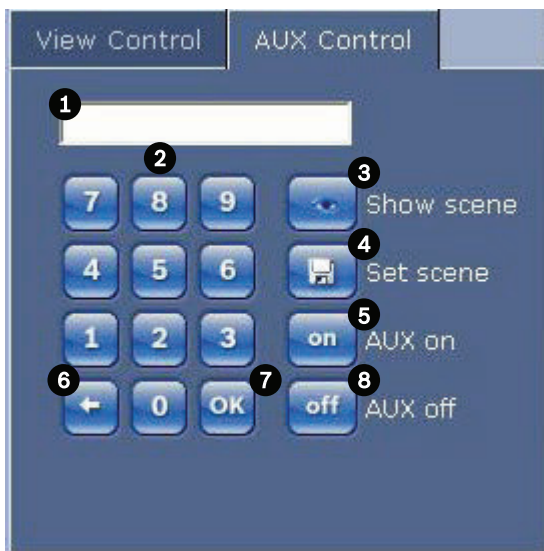 View Control AUX Control
1
2
3
7 8 9 Show scene
4
4 5 6 Set scene
5
1 2 3 on AUX on
6 7 8
0 OK off AUX off